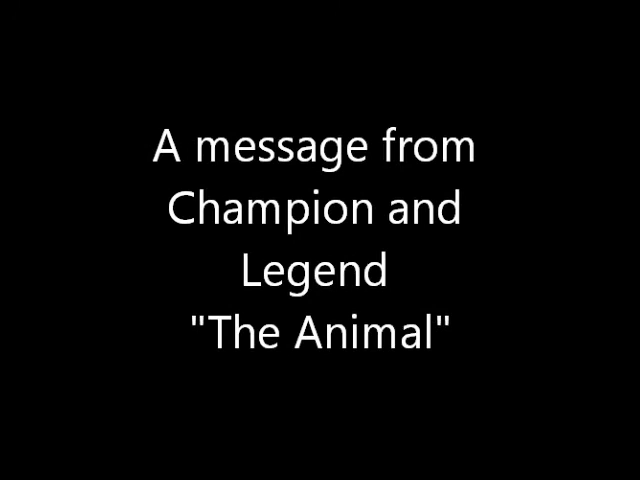 A message from
Champion and
Legend
"The Animal"